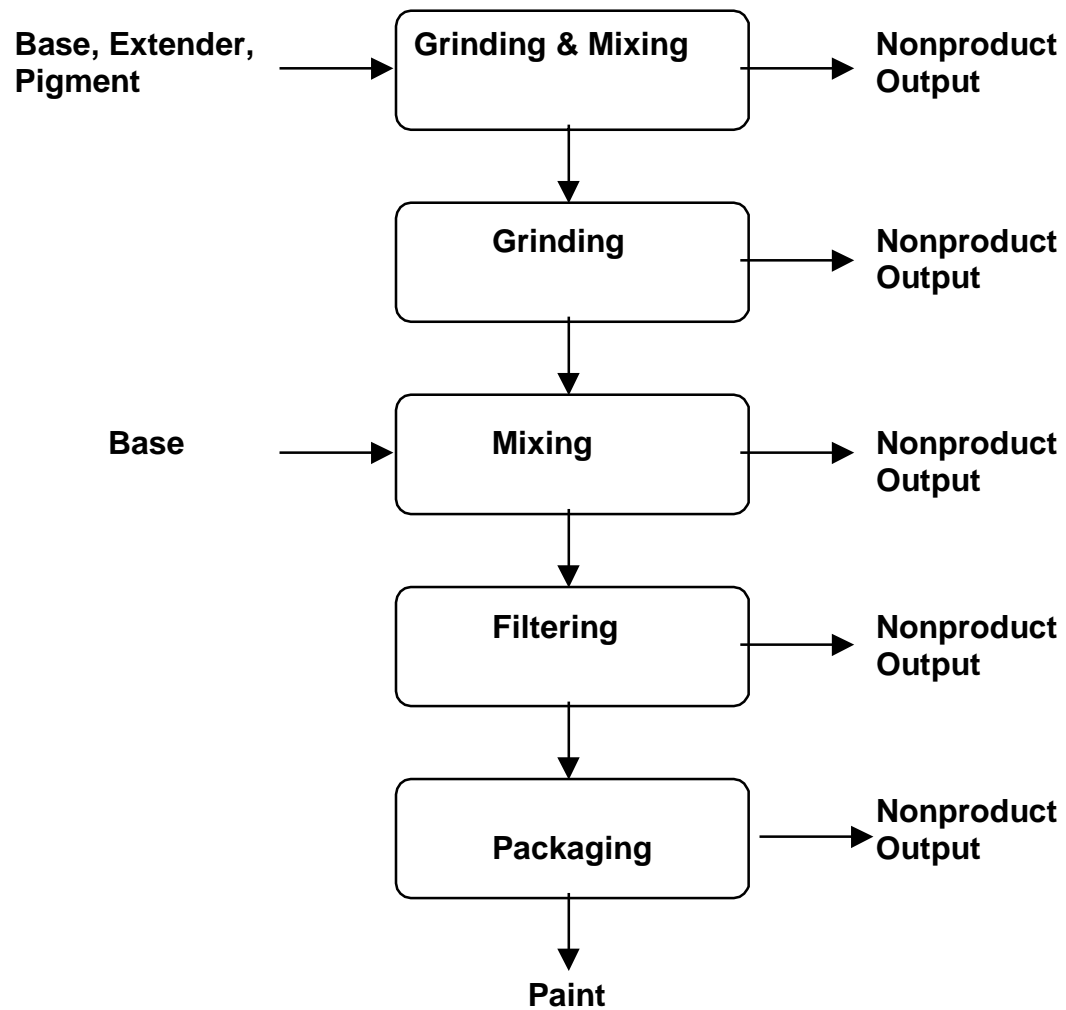 Base, Extender,
Pigment
Grinding & Mixing
Nonproduct
Output
Grinding
Nonproduct
Output
Base
Mixing
Nonproduct
Output
Filtering
Nonproduct
Output
Packaging
Nonproduct
Output
Paint